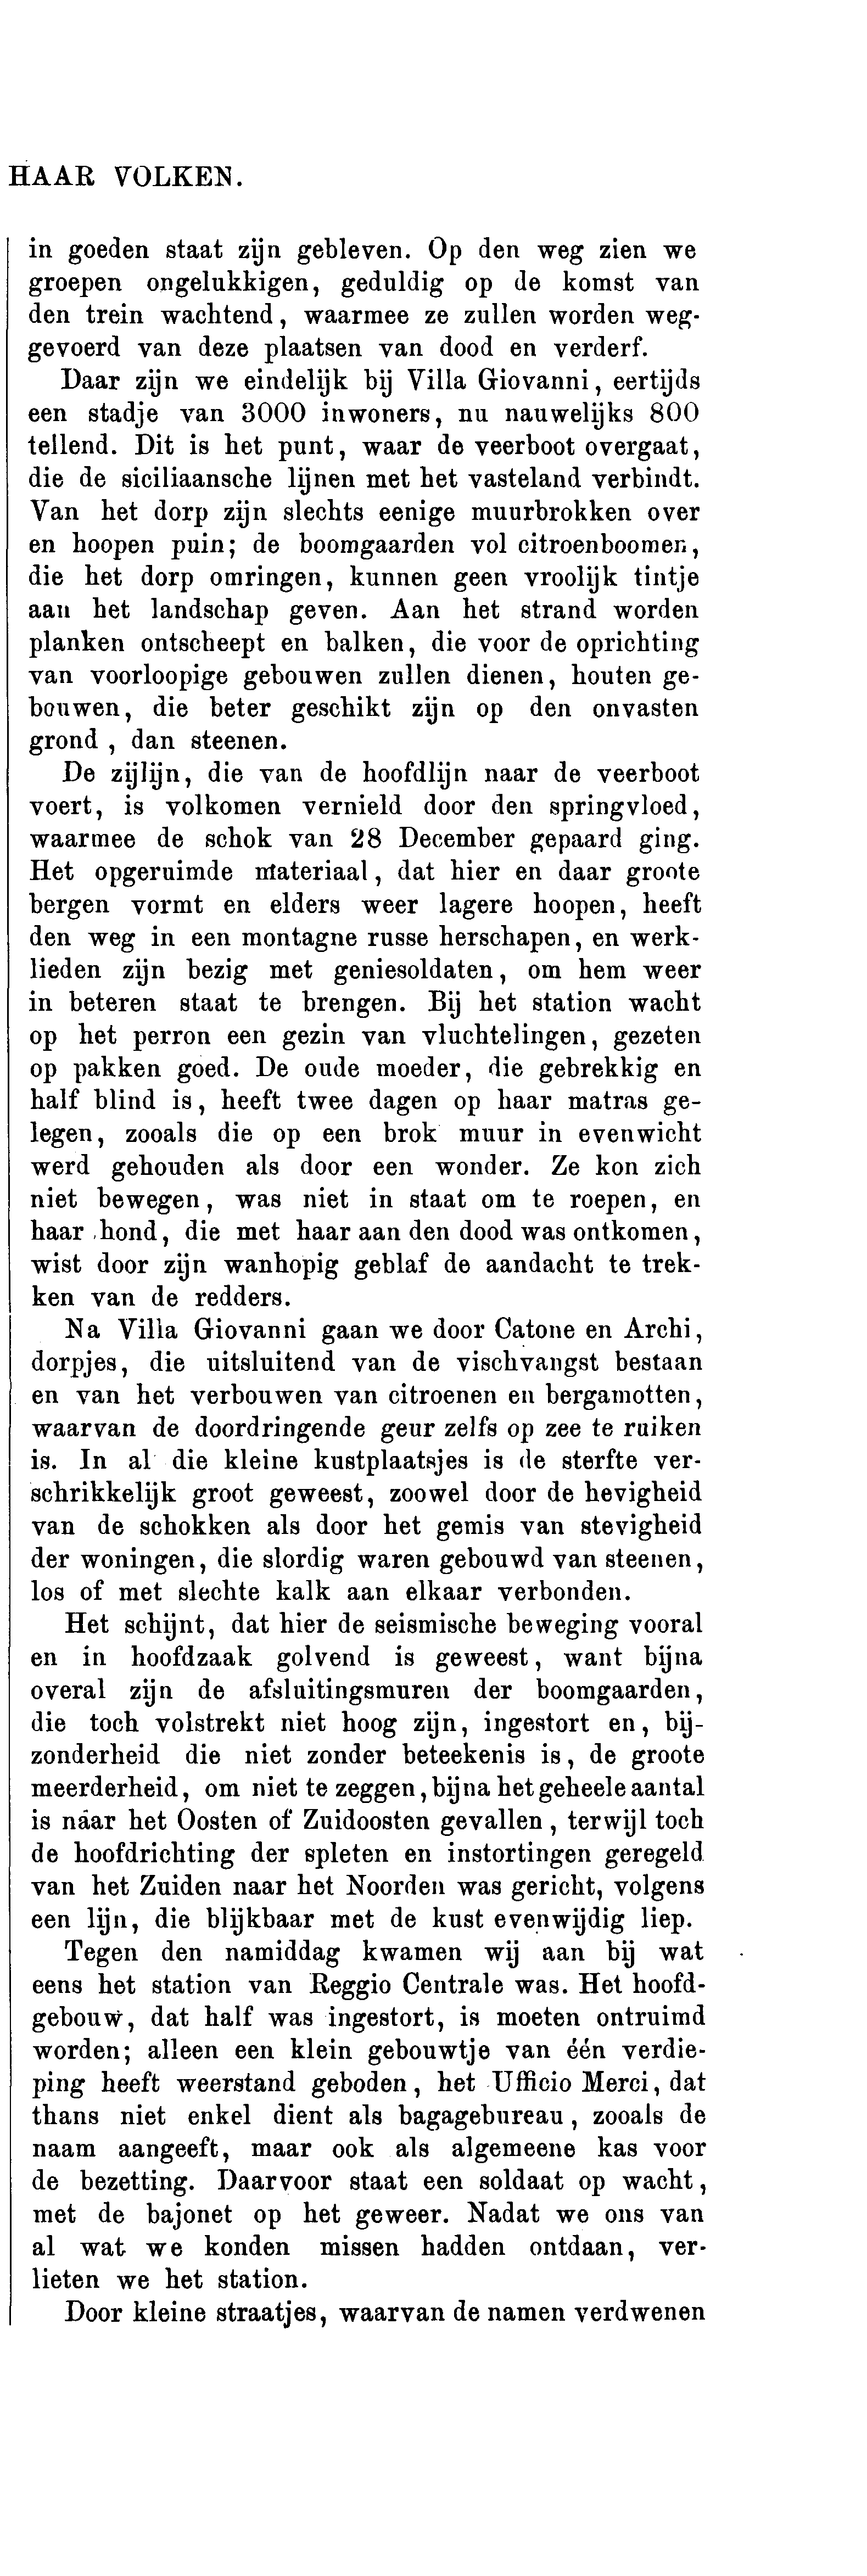 HAAR VOLKEN.
in goeden staat zijn gebleven. Op den weg zien we
groepen ongelukkigen, geduldig op de komst van
den trein wachtend, waarmee ze zullen worden weg-
gevoerd van deze plaatsen van dood en verderf.
Daar zijn we eindelijk bij Villa Giovanni, eertijds
een stadje van 3000 inwoners, nu nauwelijks 800
tellend. Dit is het punt, waar de veerboot overgaat,
die de siciliaansche lijnen met het vasteland verbindt.
Van het dorp zijn slechts eenige muurbrokken over
en hoopen puin; de boomgaarden vol citroenboomen,
die het dorp omringen, kunnen geen vroolijk tintje
aan het landschap geven. Aan het strand worden
planken ontscheept en balken, die voor de oprichting
van voorloopige gebouwen zullen dienen, houten ge-
bouwen, die beter geschikt zijn op den onvasten
grond, dan steenen.
De zijlijn, die van de hoofdlijn naar de veerboot
voert, is volkomen vernield door den springvloed,
waarmee de schok van 28 December gepaard ging.
Het opgeruimde materiaal, dat hier en daar groote
bergen vormt en elders weer lagere hoopen, heeft
den weg in een montagne russe herschapen, en werk-
lieden zijn bezig met geniesoldaten, om hem weer
in beteren staat te brengen. Bij het station wacht
op het perron een gezin van vluchtelingen, gezeten
op pakken goed. De oude moeder, die gebrekkig en
half blind is, heeft twee dagen op haar matras ge-
legen, zooals die op een brok muur in evenwicht
werd gehouden als door een wonder. Ze kon zich
niet bewegen, was niet in staat om te roepen, en
haar hond, die met haar aan den dood was ontkomen,
wist door zijn wanhopig geblaf de aandacht te trek-
ken van de redders.
Na Villa Giovanni gaan we door Catone en Archi,
dorpjes, die uitsluitend van de vischvangst bestaan
en van het verbouwen van citroenen en bergamotten,
waarvan de doordringende geur zelfs op zee te ruiken
is. In al die kleine kustplaatsjes is de sterfte ver-
schrikkelijk groot geweest, zoowel door de hevigheid
van de schokken als door het gemis van stevigheid
der woningen, die slordig waren gebouwd van steenen,
los of met slechte kalk aan elkaar verbonden.
Het schijnt, dat hier de seismische beweging vooral
en in hoofdzaak golvend is geweest, want bijna
overal zijn de afsluitingsmuren der boomgaarden,
die toch volstrekt niet hoog zijn, ingestort en, bij-
zonderheid die niet zonder beteekenis is, de groote
meerderheid, om niet te zeggen, bijna het geheele aantal
is naar het Oosten of Zuidoosten gevallen, terwijl toch
de hoofdrichting der spleten en instortingen geregeld
van het Zuiden naar het Noorden was gericht, volgens
een lijn, die blijkbaar met de kust evenwijdig liep.
Tegen den namiddag kwamen wij aan bij wat
eens het station van Reggio Centrale was. Het hoofd-
gebouw, dat half was ingestort, is moeten ontruimd
worden; alleen een klein gebouwtje van één verdie-
ping heeft weerstand geboden, het Ufficio Merci, dat
thans niet enkel dient als bagagebureau, zooals de
naam aangeeft, maar ook als algemeene kas voor
de bezetting. Daarvoor staat een soldaat op wacht,
met de bajonet op het geweer. Nadat we ons van
al wat we konden missen hadden ontdaan, ver-
lieten we het station.
Door kleine straatjes, waarvan de namen verdwenen